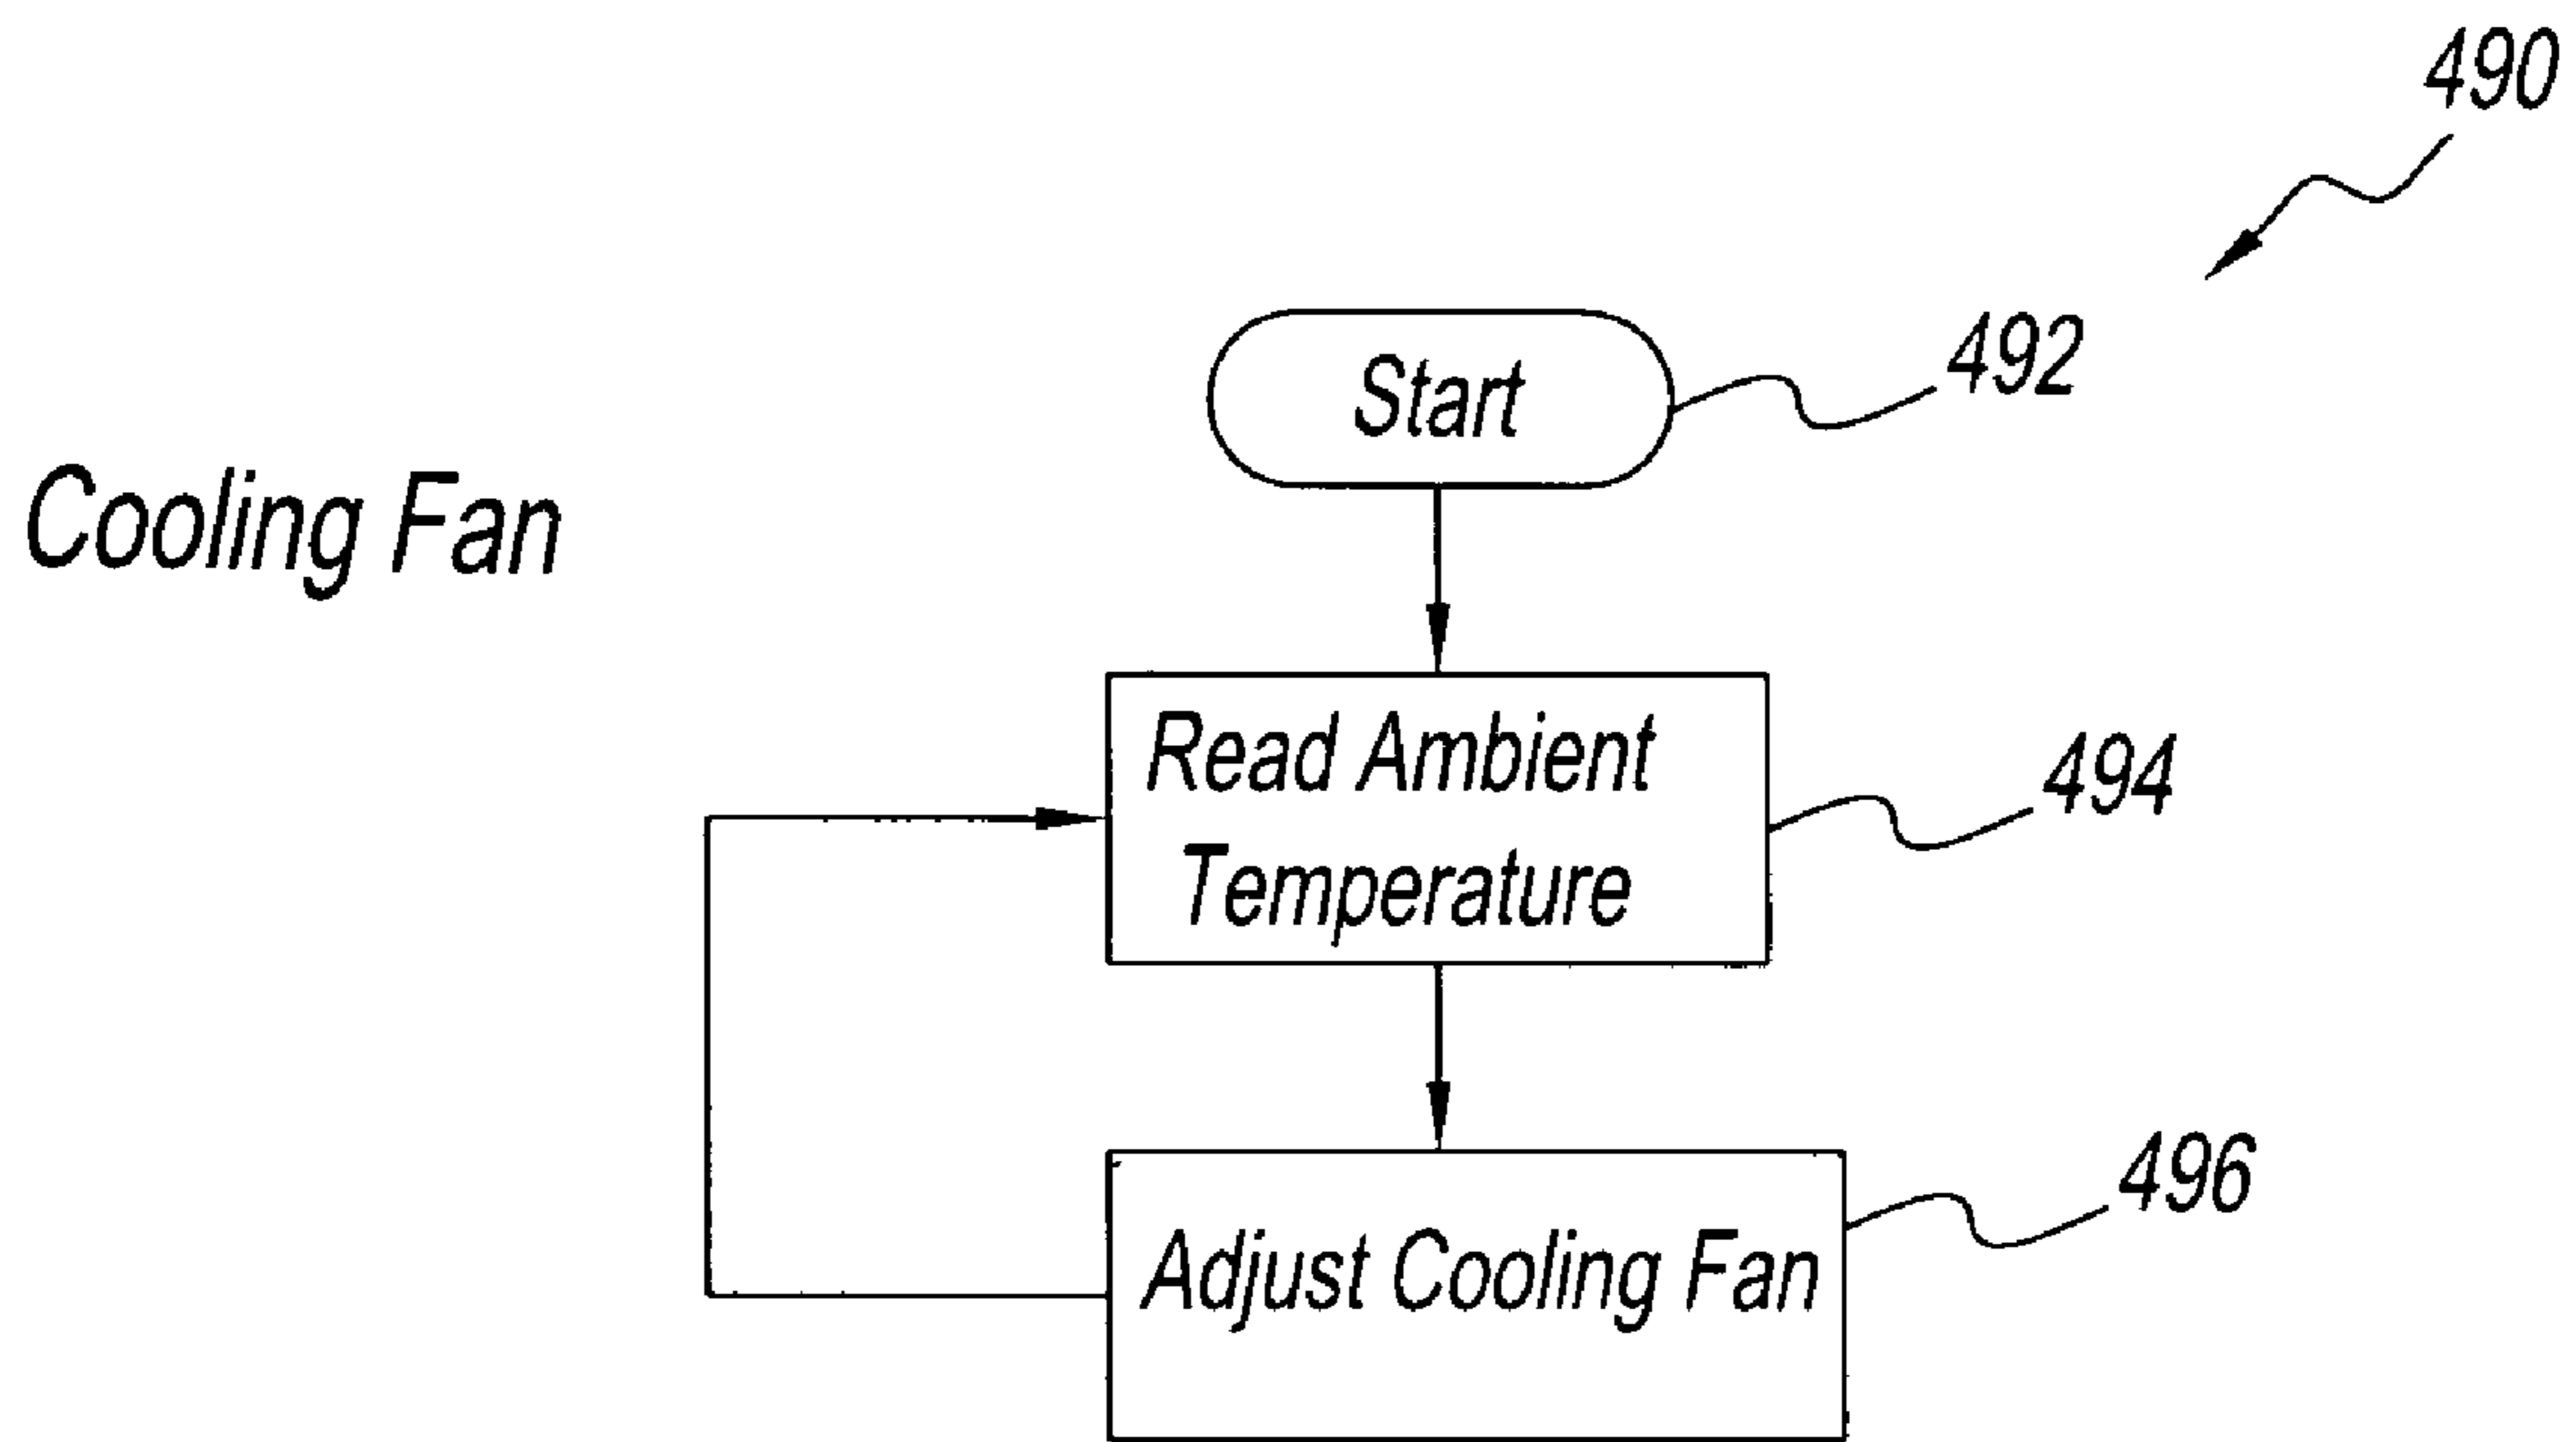 490
Start
492
Cooling Fan
Read Ambient
Temperature
494
Adjust Cooling Fan
496